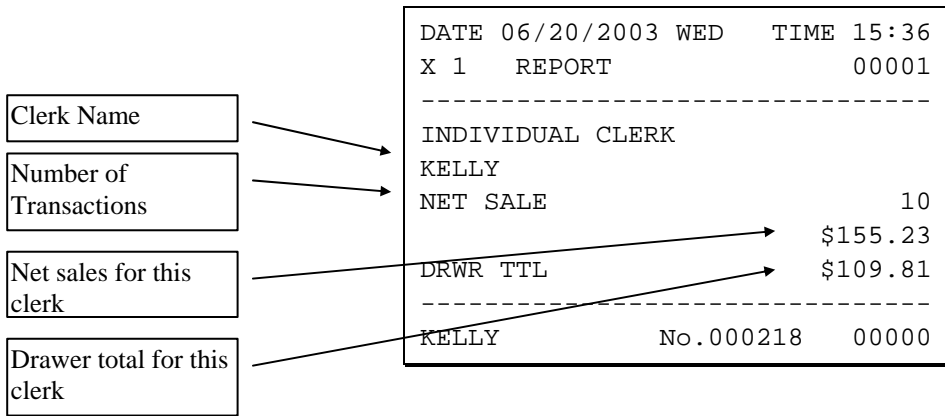 Clerk Name
Number of
Transactions
Net sales for this
clerk
Drawer total for this
clerk
DATE 06/20/2003 WED TIME 15:36
X 1 REPORT 00001
--------------------------------
INDIVIDUAL CLERK
KELLY
NET SALE 10
$155.23
DRWR TTL $109.81
--------------------------------
KELLY No.000218 00000